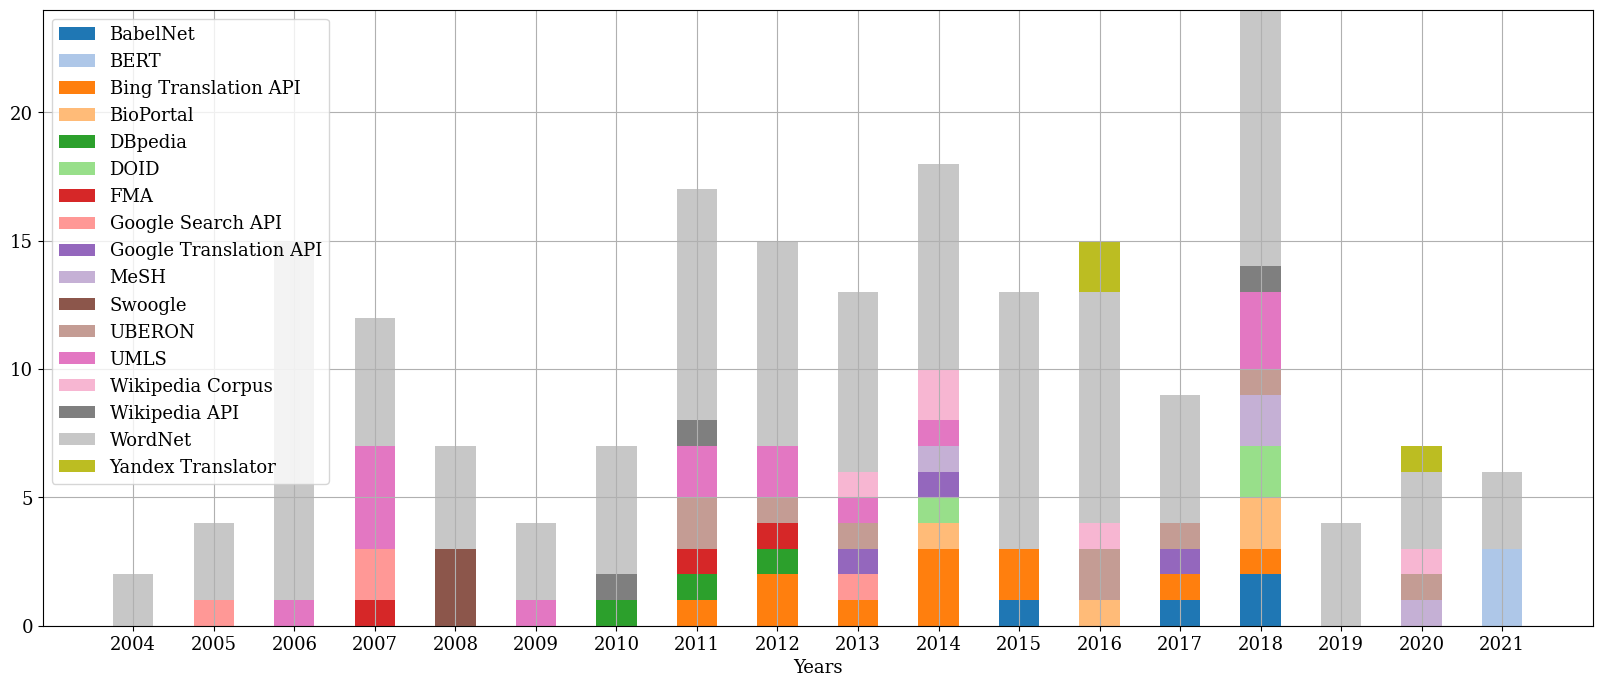 BabelNet
BERT
Bing Translation API
BioPortal
DBpedia
DOID
FMA
Google Search API
Google Translation API
MeSH
Swoogle
UBERON
UMLS
Wikipedia Corpus
Wikipedia API
WordNet
Yandex Translator
20
15
10
5
0
2004 2005 2006 2007 2008 2009 2010 2011 2012 2013 2014 2015 2016 2017 2018 2019 2020 2021
Years